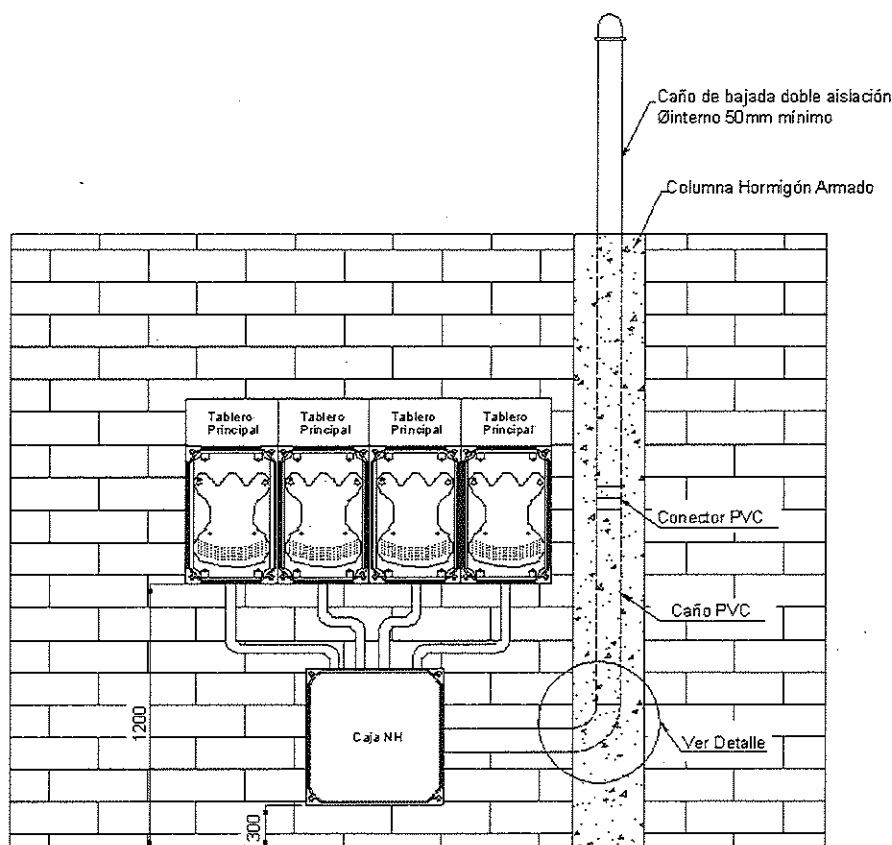 Caño de bajada doble aislación
Øinterno 50mm mínimo
Columna Hormigón Armado
Tablero Principal
Tablero Principal
Tablero Principal
Tablero Principal
Conector PVC
Caño PVC
Caja NH
Ver Detalle
1200
300